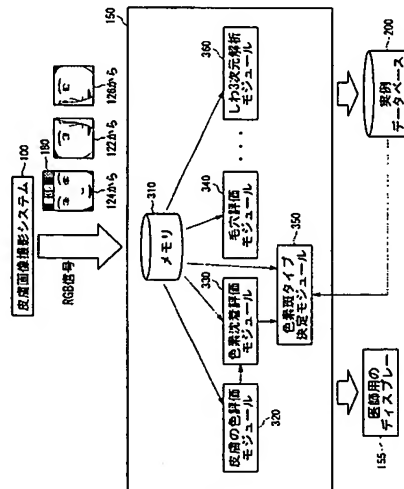 100
皮膚画像撮影システム
RGB信号
180
124から
122から
126から
150
310
メモリ
320
皮膚の色評価
モジュール
330
色素沈着評価
モジュール
340
毛穴評価
モジュール
・・・
360
しわ3次元解析
モジュール
350
色素斑タイプ
決定モジュール
155
医師用の
ディスプレー
200
実例
データベース